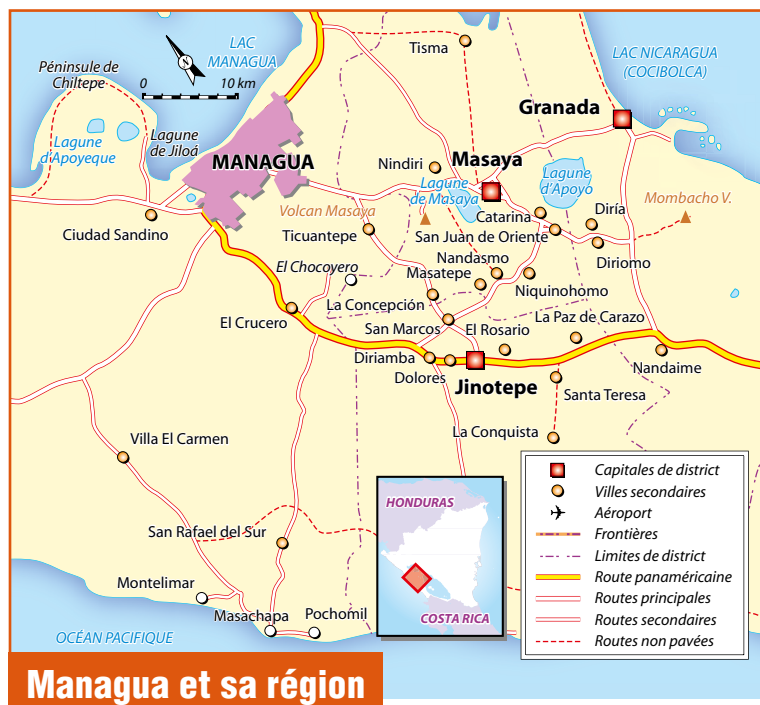 LAC
MANAGUA
Tisma
LAC NICARAGUA
(COCIBOLCA)
Péninsule de
Chiltepe
N
0 10 km
Granada
Lagune
d'Apoyeque
Lagune
de Jiloá
MANAGUA
Nindiri
Masaya
Lagune
de Masaya
Lagune
d'Apoyo
Mombacho V.
Volcan Masaya
Catarina
Diría
Ciudad Sandino
Ticuantepe
San Juan de Oriente
Nandasmo
Diriomo
El Chocoyero
Masatepe
Niquinohomo
La Concepción
El Crucero
San Marcos
El Rosario
La Paz de Carazo
Diriamba
Dolores
Jinotepe
Nandaime
Santa Teresa
La Conquista
Villa El Carmen
San Rafael del Sur
Montelimar
Masachapa
Pochomil
OCÉAN PACIFIQUE
HONDURAS
COSTA RICA
Capitales de district
Villes secondaires
Aéroport
Frontières
Limites de district
Route panaméricaine
Routes principales
Routes secondaires
Routes non pavées
Managua et sa région